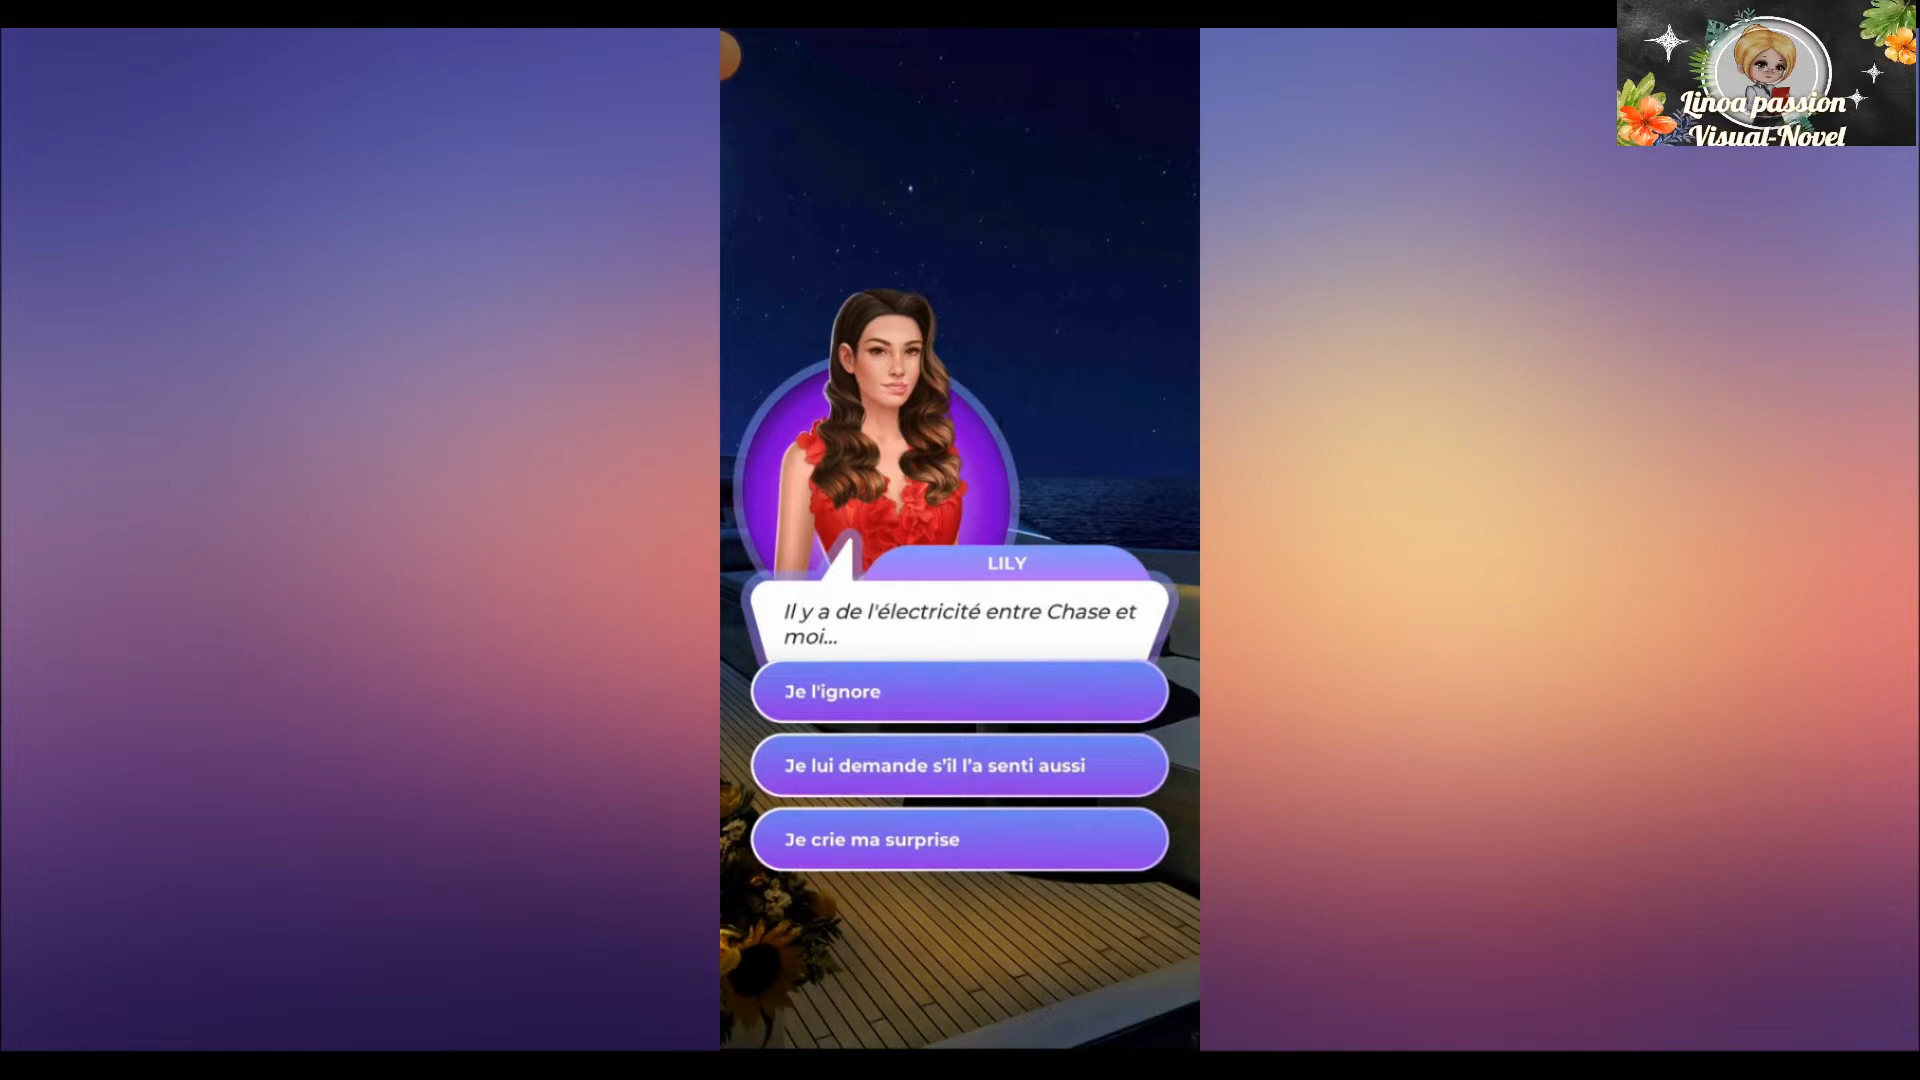 Linoa passion
Visual-Novel
LILY
Il y a de l'électricité entre Chase et
moi...
Je l'ignore
Je lui demande s’il l’a senti aussi
Je crie ma surprise